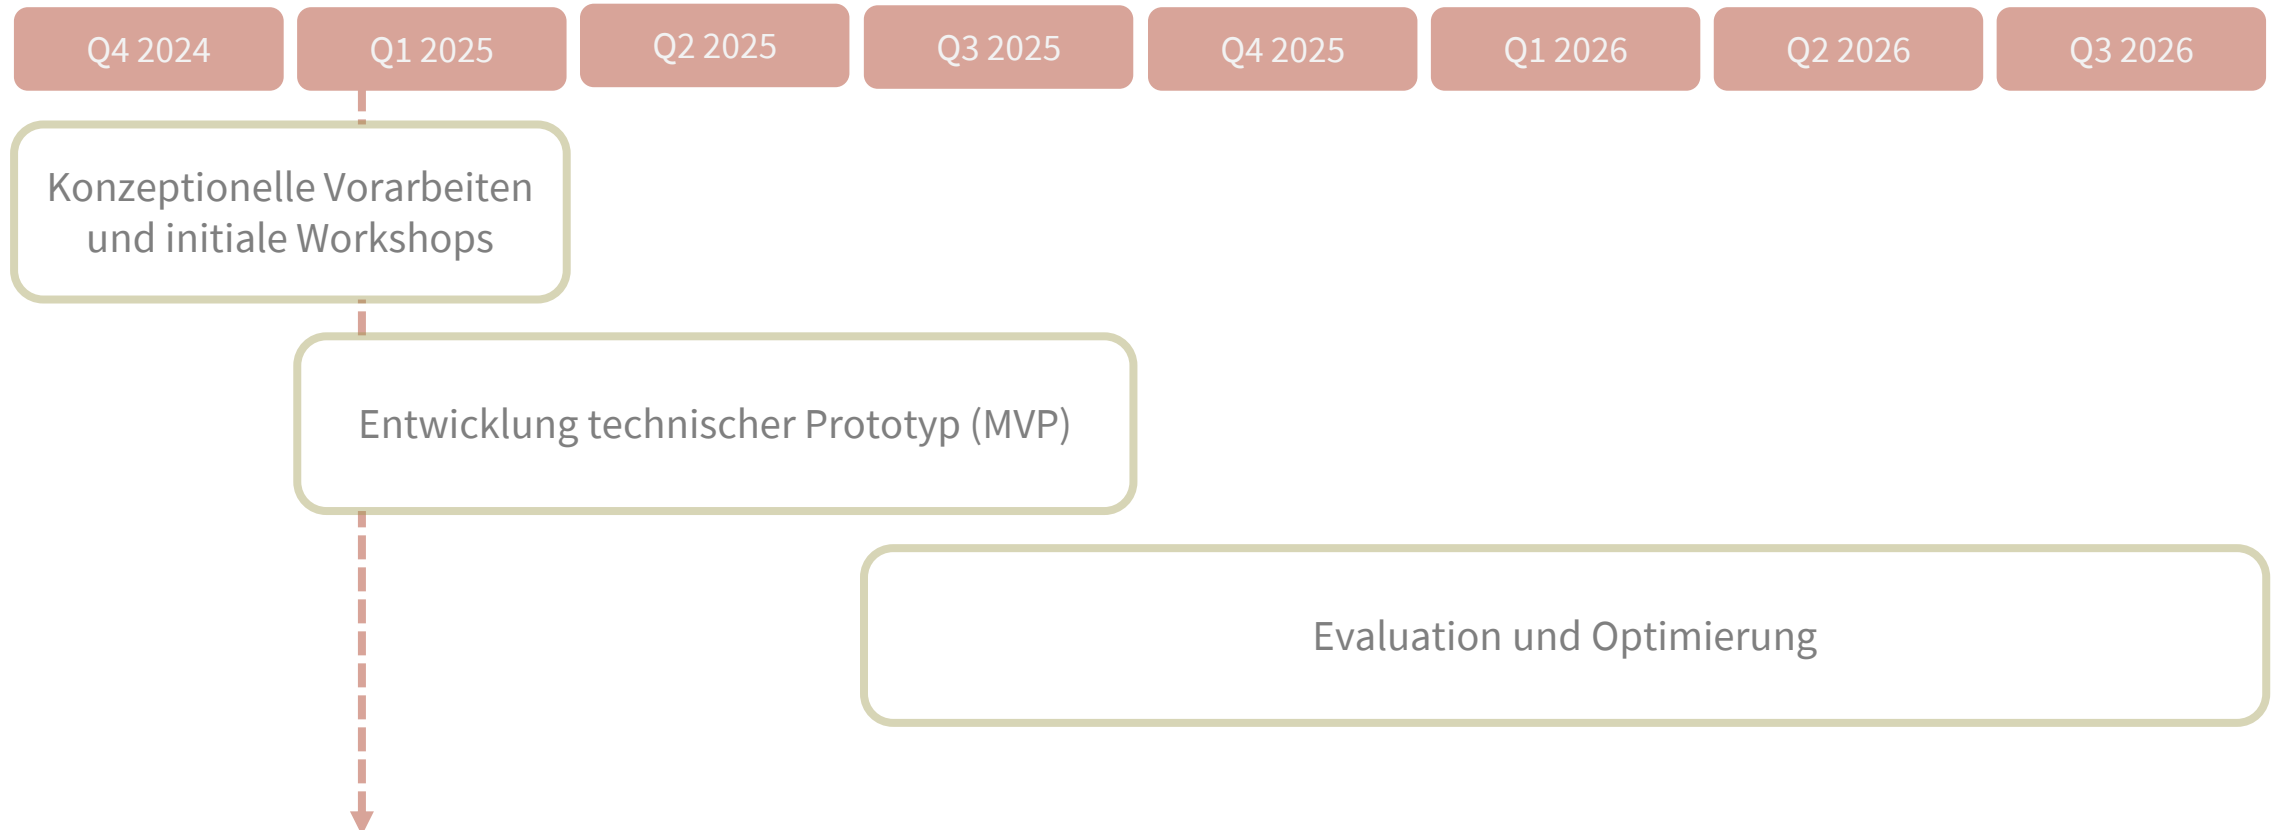 Q4 2024
Q1 2025
Q2 2025
Q3 2025
Q4 2025
Q1 2026
Q2 2026
Q3 2026
Konzeptionelle Vorarbeiten
und initiale Workshops
Entwicklung technischer Prototyp (MVP)
Evaluation und Optimierung